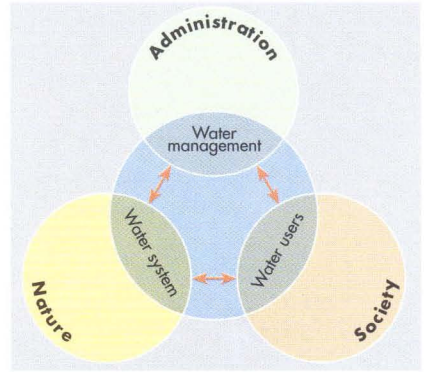 Administration
Water
management
Water system
Water users
Nature
Society